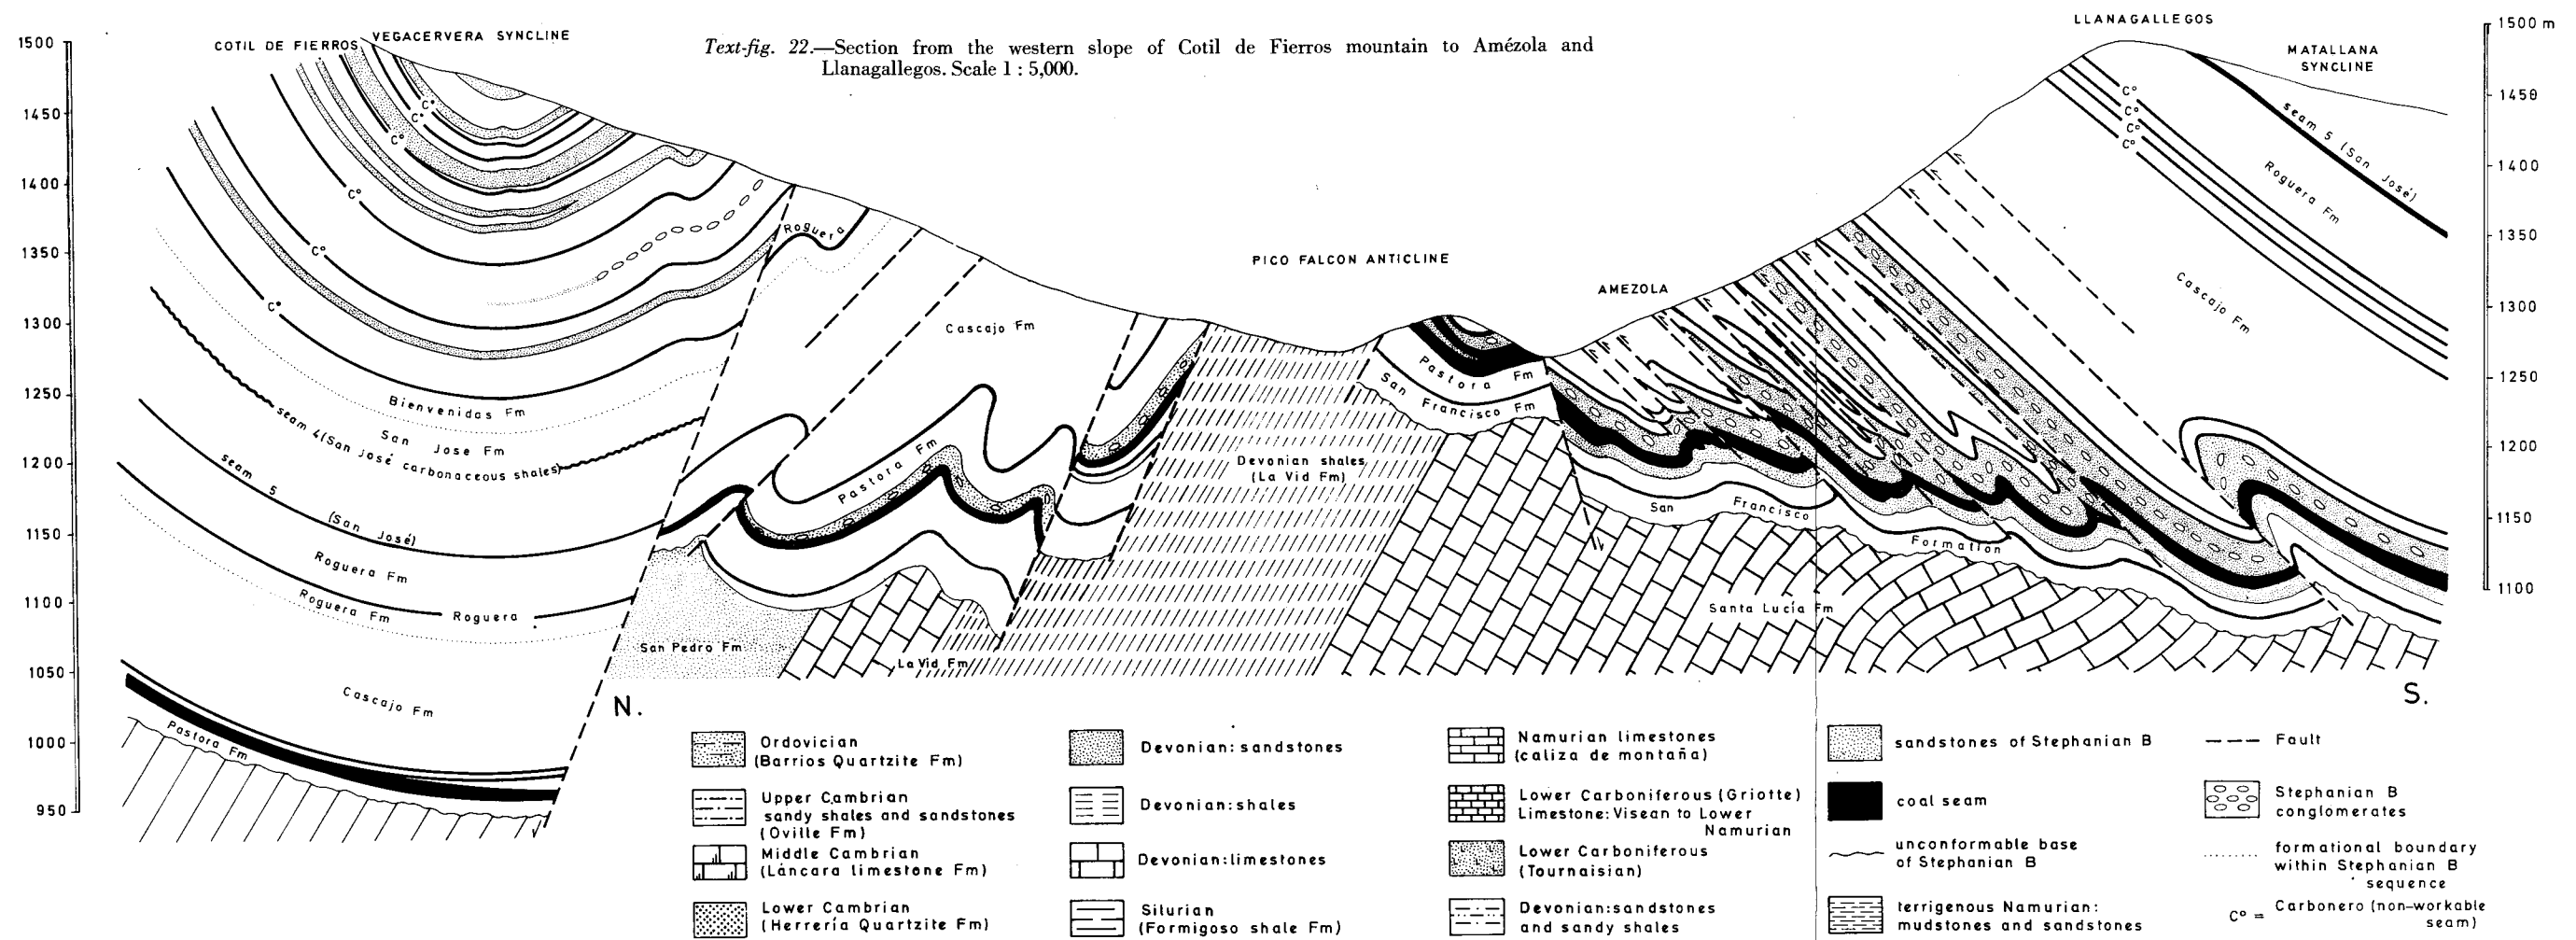 Text-fig. 22.—Section from the western slope of Cotil de Fierros mountain to Amézola and
Llanagallegos. Scale 1 : 5,000.
COTIL DE FIERROS
VEGACERVERA SYNCLINE
LLANAGALLEGOS
MATALLANA
SYNCLINE
PICO FALCON ANTICLINE
AMEZOLA
1500
1450
1400
1350
1300
1250
1200
1150
1100
1050
1000
950
1500 m
1450
1400
1350
1300
1250
1200
1150
1100
C°
C°
C°
C°
C°
C°
Bienvenidas Fm
San Jose Fm
seam 4 (San José carbonaceous shales)
seam 5 (San José)
Roguera Fm
Roguera Fm
Roguera
Cascajo Fm
Pastora Fm
Roguera
Cascajo Fm
Pastora Fm
San Pedro Fm
La Vid Fm
Devonian shales
(La Vid Fm)
Pastora Fm
San Francisco Fm
San Francisco Formation
Santa Lucía Fm
C°
C°
C°
C°
seam 5 (San José)
Roguera Fm
Cascajo Fm
N.
S.
Ordovician
(Barrios Quartzite Fm)
Upper Cambrian
sandy shales and sandstones
(Oville Fm)
Middle Cambrian
(Láncara limestone Fm)
Lower Cambrian
(Herrería Quartzite Fm)
Devonian: sandstones
Devonian: shales
Devonian: limestones
Silurian
(Formigoso shale Fm)
Namurian limestones
(caliza de montaña)
Lower Carboniferous (Griotte)
Limestone: Visean to Lower
Namurian
Lower Carboniferous
(Tournaisian)
Devonian: sandstones
and sandy shales
sandstones of Stephanian B
coal seam
unconformable base
of Stephanian B
terrigenous Namurian:
mudstones and sandstones
Fault
Stephanian B
conglomerates
formational boundary
within Stephanian B
sequence
C° = Carbonero (non-workable
seam)